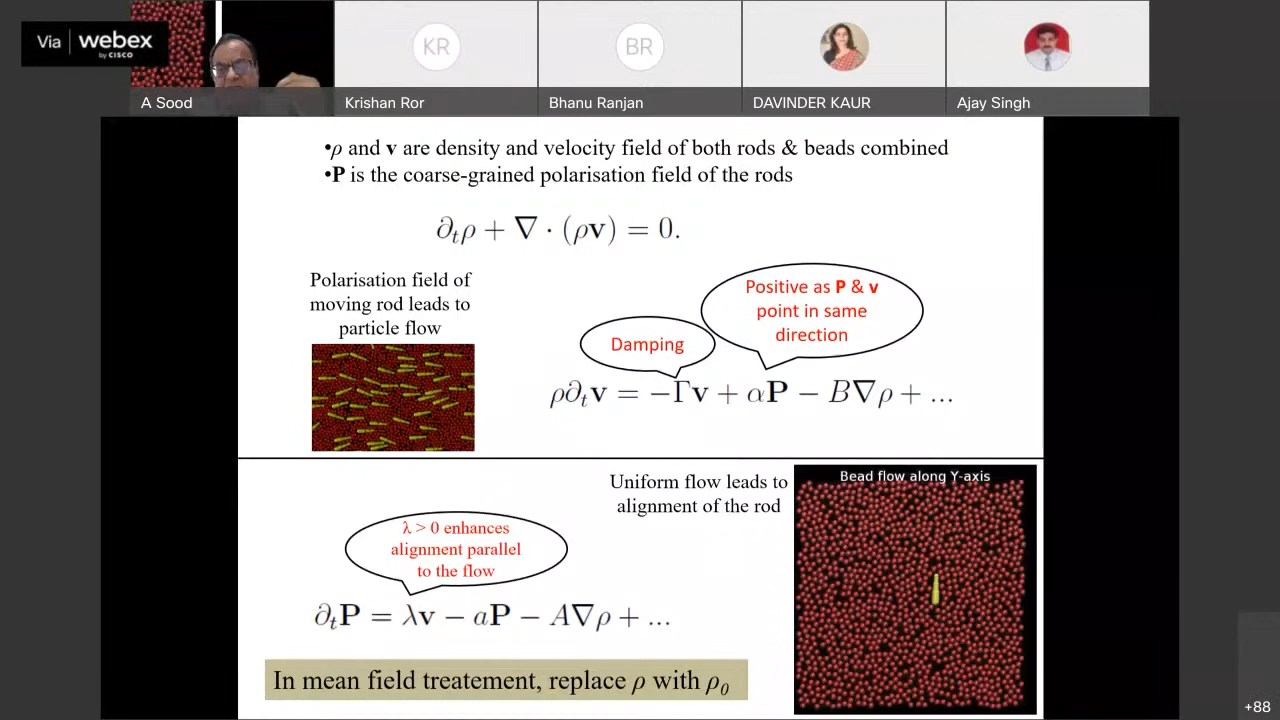 Via webex
by CISCO
KR
BR
A Sood
Krishan Ror
Bhanu Ranjan
DAVINDER KAUR
Ajay Singh
•ρ and v are density and velocity field of both rods & beads combined
•P is the coarse-grained polarisation field of the rods
∂ₜρ + ∇ · (ρv) = 0.
Polarisation field of
moving rod leads to
particle flow
Positive as P & v
point in same
direction
Damping
ρ∂ₜv = −Γv + αP − B∇ρ + ...
Uniform flow leads to
alignment of the rod
Bead flow along Y-axis
λ > 0 enhances
alignment parallel
to the flow
∂ₜP = λv − aP − A∇ρ + ...
In mean field treatement, replace ρ with ρ₀
+88